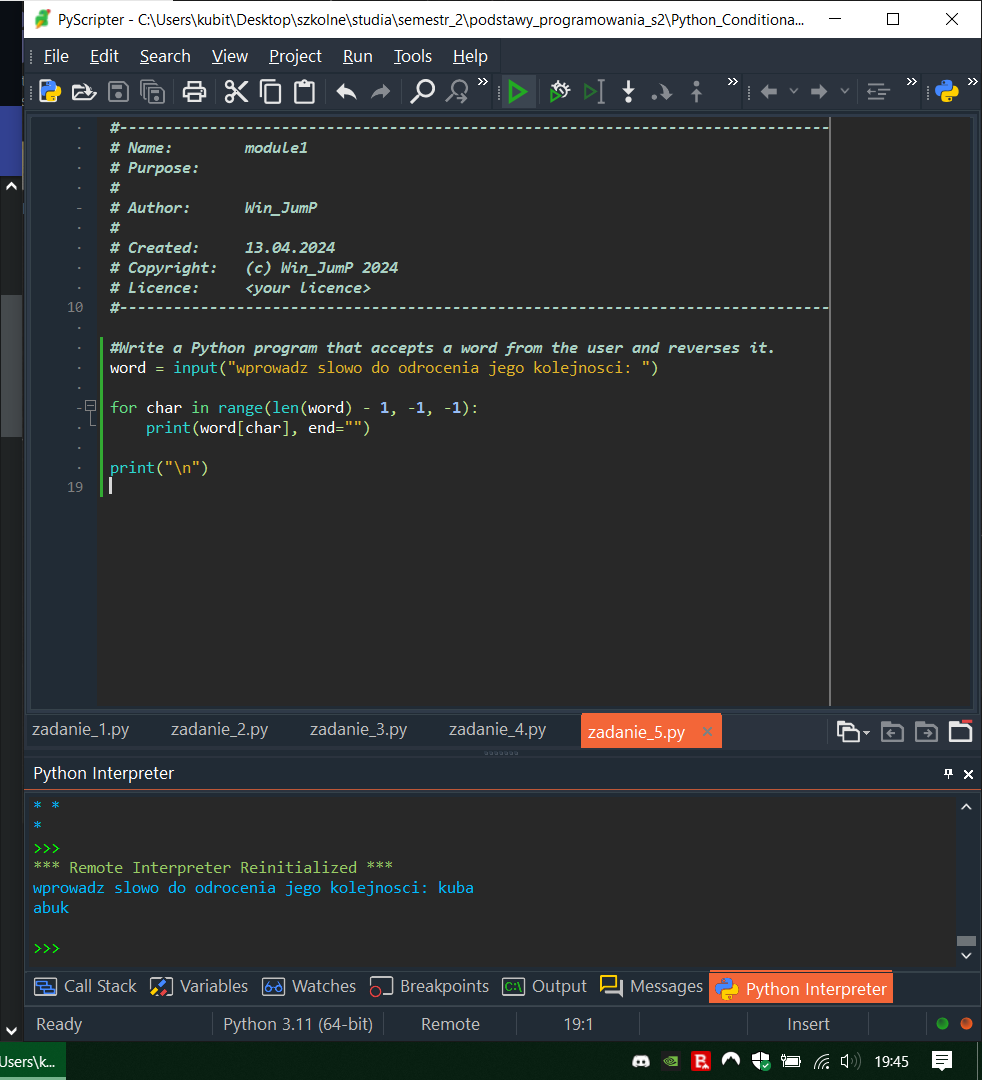 PyScripter - C:\Users\kubit\Desktop\szkolne\studia\semestr_2\podstawy_programowania_s2\Python_Conditiona...
File Edit Search View Project Run Tools Help
#-------------------------------------------------------------------------------
# Name:        module1
# Purpose:
#
# Author:      Win_JumP
#
# Created:     13.04.2024
# Copyright:   (c) Win_JumP 2024
# Licence:     <your licence>
10 #-------------------------------------------------------------------------------
#Write a Python program that accepts a word from the user and reverses it.
word = input("wprowadz slowo do odrocenia jego kolejnosci: ")
for char in range(len(word) - 1, -1, -1):
    print(word[char], end="")
print("\n")
19
zadanie_1.py zadanie_2.py zadanie_3.py zadanie_4.py zadanie_5.py ×
Python Interpreter
* *
*
>>>
*** Remote Interpreter Reinitialized ***
wprowadz slowo do odrocenia jego kolejnosci: kuba
abuk
>>>
Call Stack Variables Watches Breakpoints Output Messages Python Interpreter
Ready Python 3.11 (64-bit) Remote 19:1 Insert
Users\k... 19:45